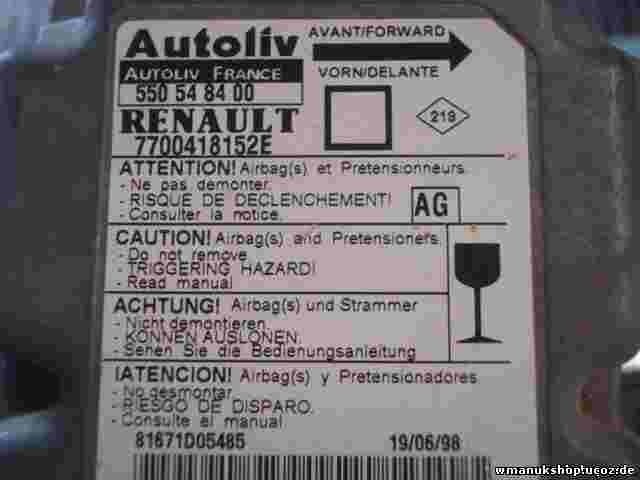 Autoliv AVANT/FORWARD
AUTOLIV FRANCE VORN/DELANTE
550 54 84 00
RENAULT 218
7700418152E
ATTENTION! Airbag(s) et Pretensionneurs.
- Ne pas démonter.
- RISQUE DE DECLENCHEMENT!
- Consulter la notice. AG
CAUTION! Airbag(s) and Pretensioners.
- Do not remove
- TRIGGERING HAZARD!
- Read manual
ACHTUNG! Airbag(s) und Strammer
- Nicht demontieren.
- KONNEN AUSLONEN.
- Sehen Sie die Bedienungsanleitung
!ATENCION! Airbag(s) y Pretensionadores
- No desmontar
- RIESGO DE DISPARO.
- Consulte el manual
81671D05485 19/06/98
wmanukshop.ucoz.de